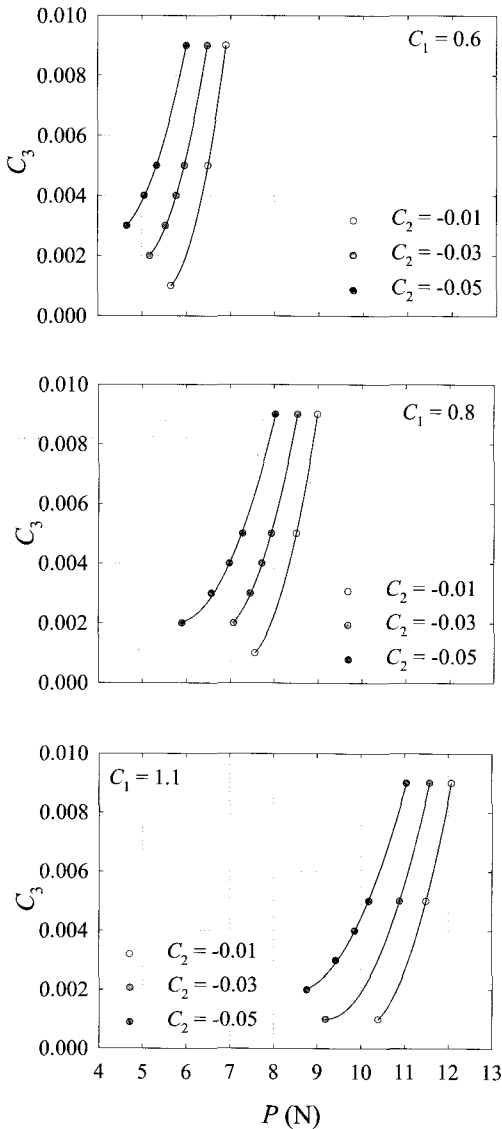 0.010
C₁ = 0.6
0.008
0.006
C₃
0.004
C₂ = -0.01
0.002
C₂ = -0.03
C₂ = -0.05
0.000
0.010
C₁ = 0.8
0.008
0.006
C₃
0.004
C₂ = -0.01
0.002
C₂ = -0.03
C₂ = -0.05
0.000
0.010
C₁ = 1.1
0.008
0.006
C₃
0.004
C₂ = -0.01
C₂ = -0.03
0.002
C₂ = -0.05
0.000
4 5 6 7 8 9 10 11 12 13
P (N)